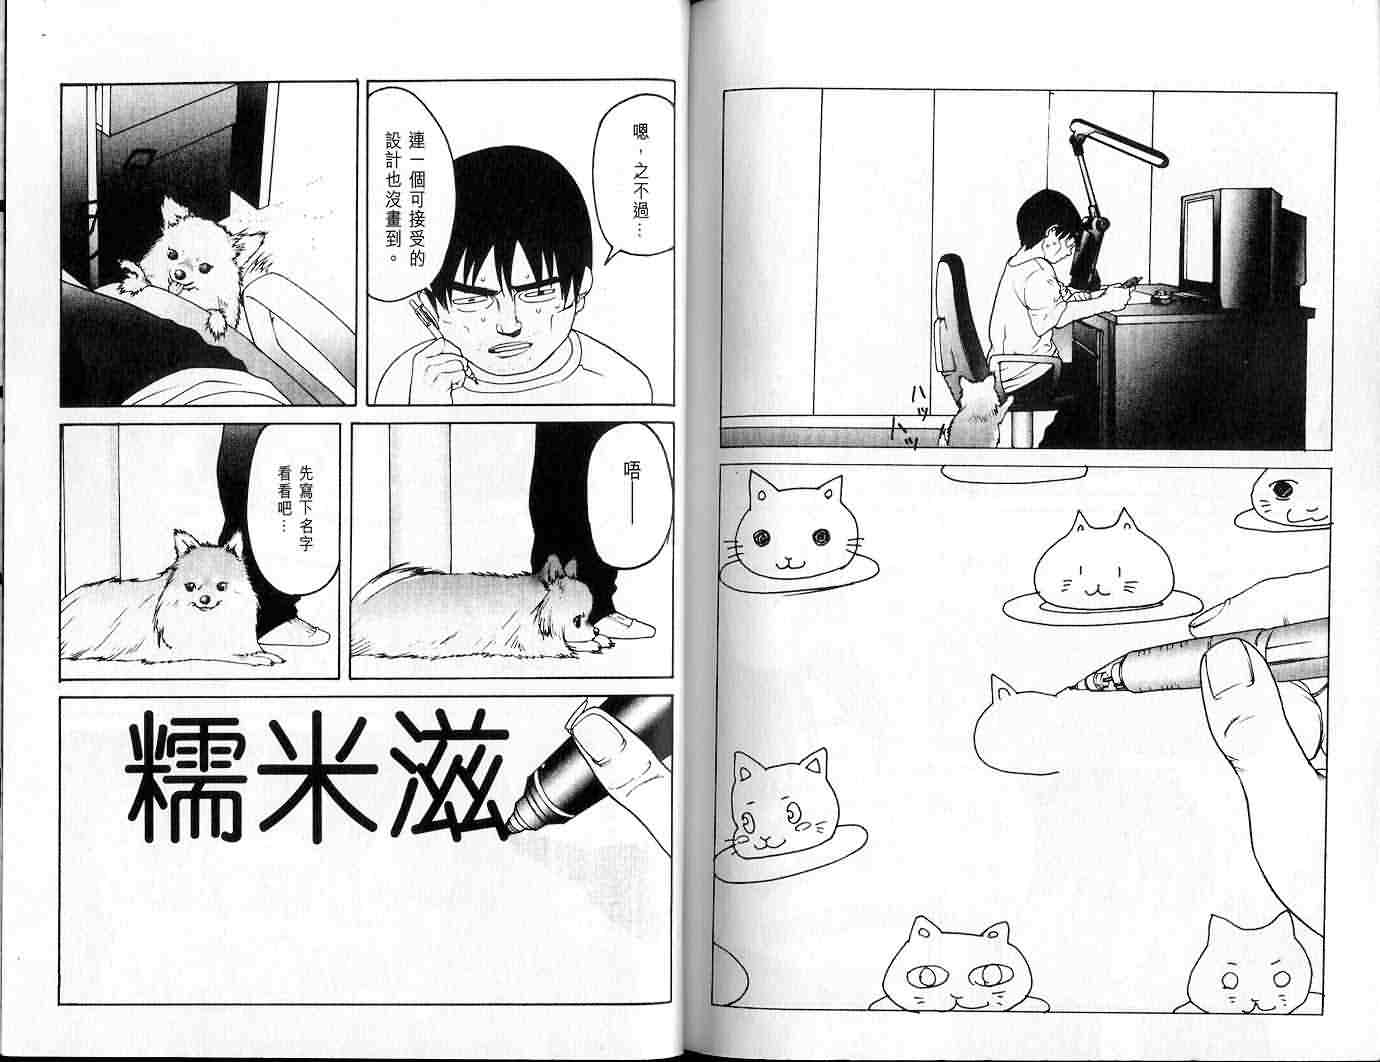 ハッ
ハッ
嗯，之不過…
連一個可接受的
設計也沒畫到。
唔——
先寫下名字
看看吧…
糯米滋